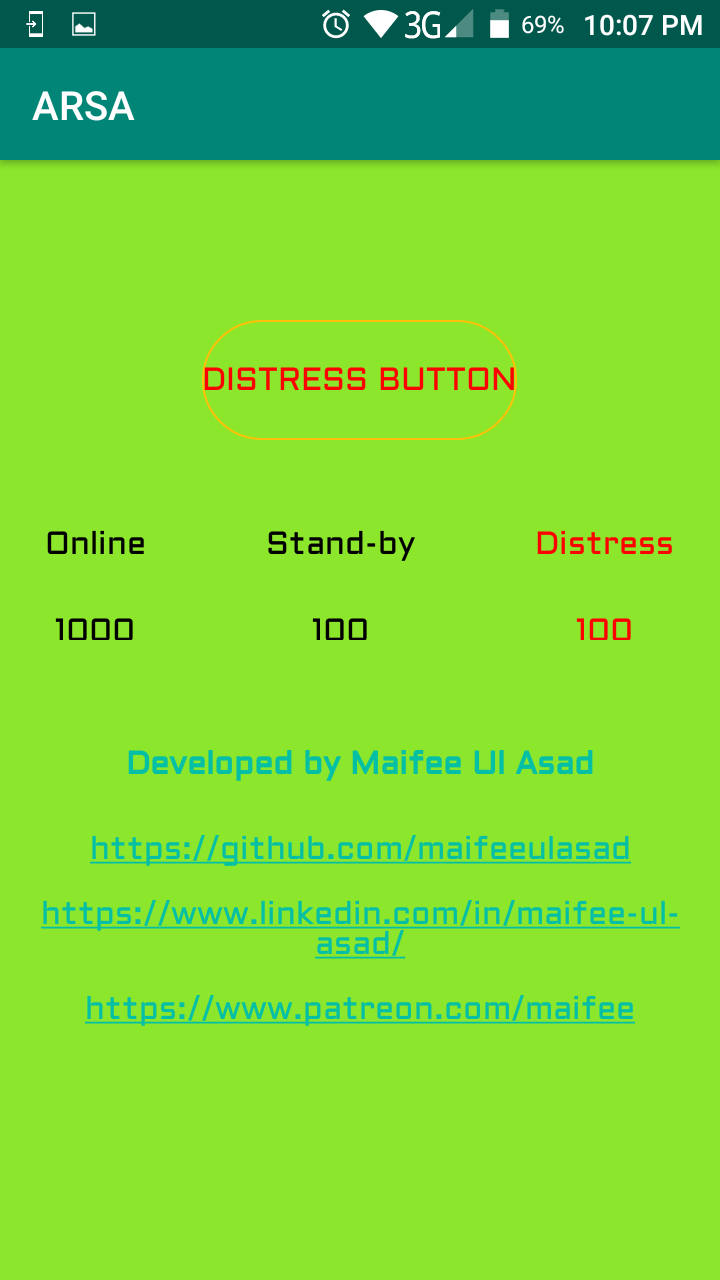 3G 69% 10:07 PM
ARSA
DISTRESS BUTTON
Online Stand-by Distress
1000 100 100
Developed by Maifee Ul Asad
https://github.com/maifeeulasad
https://www.linkedin.com/in/maifee-ul-
asad/
https://www.patreon.com/maifee